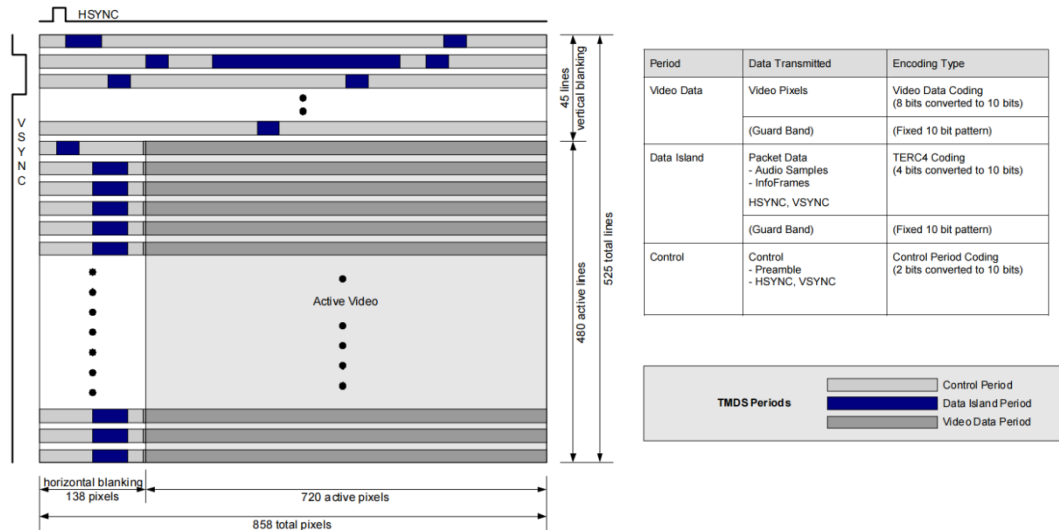 HSYNC
V
S
Y
N
C
45 lines
vertical blanking
480 active lines
525 total lines
Active Video
horizontal blanking
138 pixels
720 active pixels
858 total pixels
Period Data Transmitted Encoding Type
Video Data Video Pixels Video Data Coding
(8 bits converted to 10 bits)
(Guard Band) (Fixed 10 bit pattern)
Data Island Packet Data TERC4 Coding
- Audio Samples (4 bits converted to 10 bits)
- InfoFrames
HSYNC, VSYNC
(Guard Band) (Fixed 10 bit pattern)
Control Control Control Period Coding
- Preamble (2 bits converted to 10 bits)
- HSYNC, VSYNC
TMDS Periods
Control Period
Data Island Period
Video Data Period